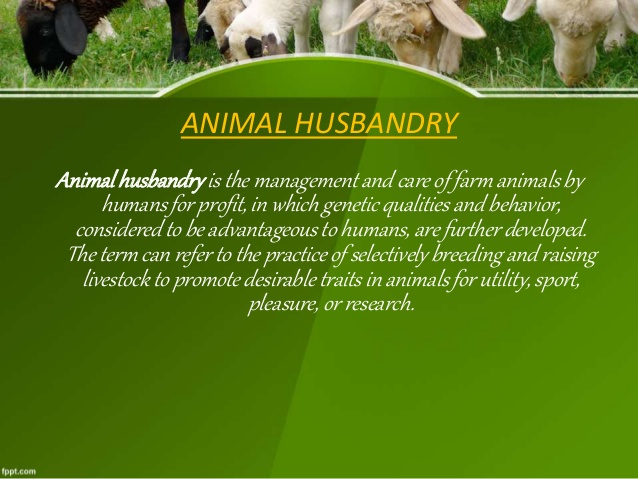 ANIMAL HUSBANDRY
Animal husbandry is the management and care of farm animals by
humans for profit, in which genetic qualities and behavior,
considered to be advantageous to humans, are further developed.
The term can refer to the practice of selectively breeding and raising
livestock to promote desirable traits in animals for utility, sport,
pleasure, or research.
fppt.com